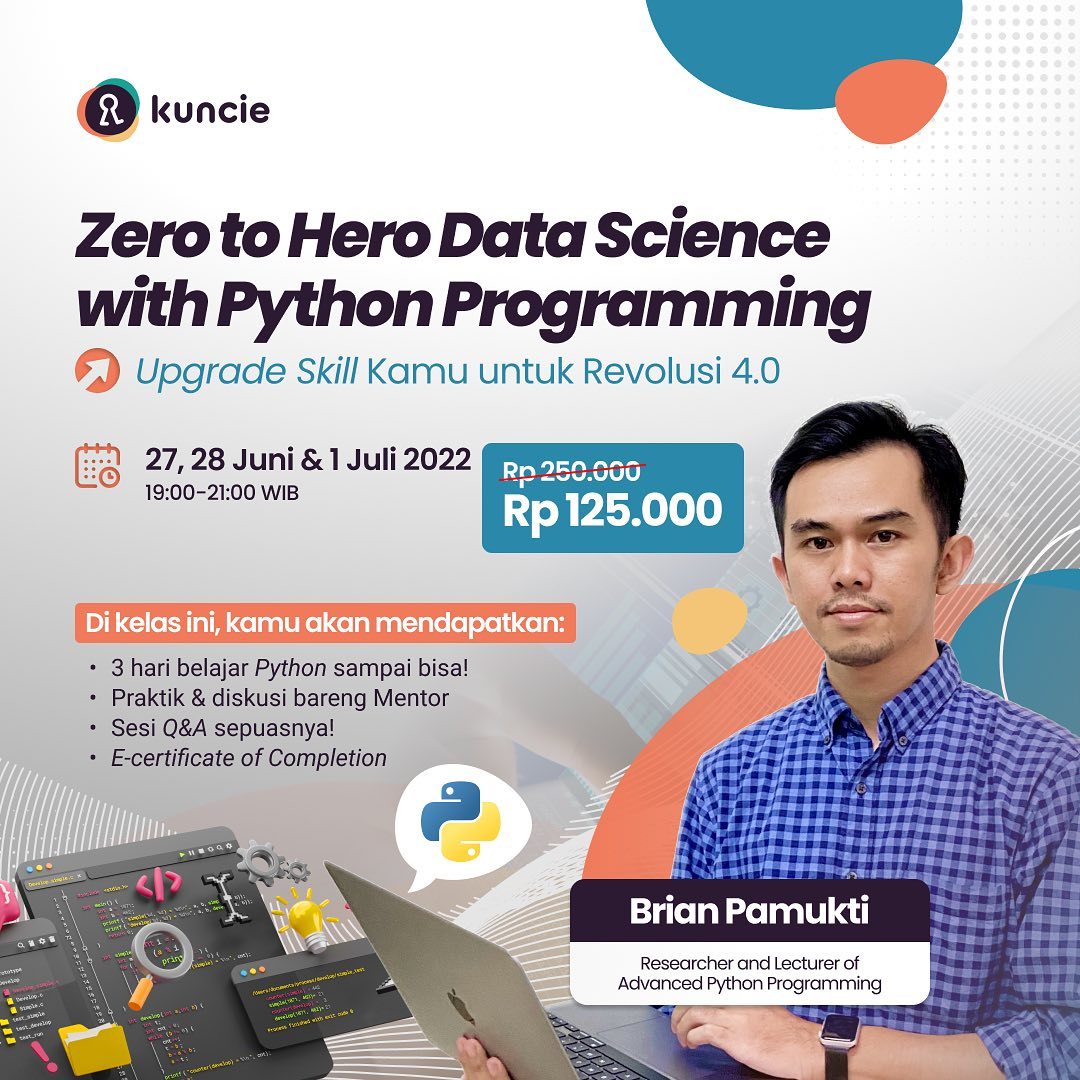 kuncie
Zero to Hero Data Science
with Python Programming
Upgrade Skill Kamu untuk Revolusi 4.0
27, 28 Juni & 1 Juli 2022
19:00-21:00 WIB
Rp 250.000
Rp 125.000
Di kelas ini, kamu akan mendapatkan:
• 3 hari belajar Python sampai bisa!
• Praktik & diskusi bareng Mentor
• Sesi Q&A sepuasnya!
• E-certificate of Completion
Brian Pamukti
Researcher and Lecturer of
Advanced Python Programming